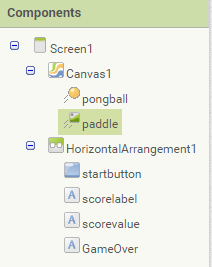 Components
Screen1
Canvas1
pongball
paddle
HorizontalArrangement1
startbutton
A scorelabel
A scorevalue
A GameOver